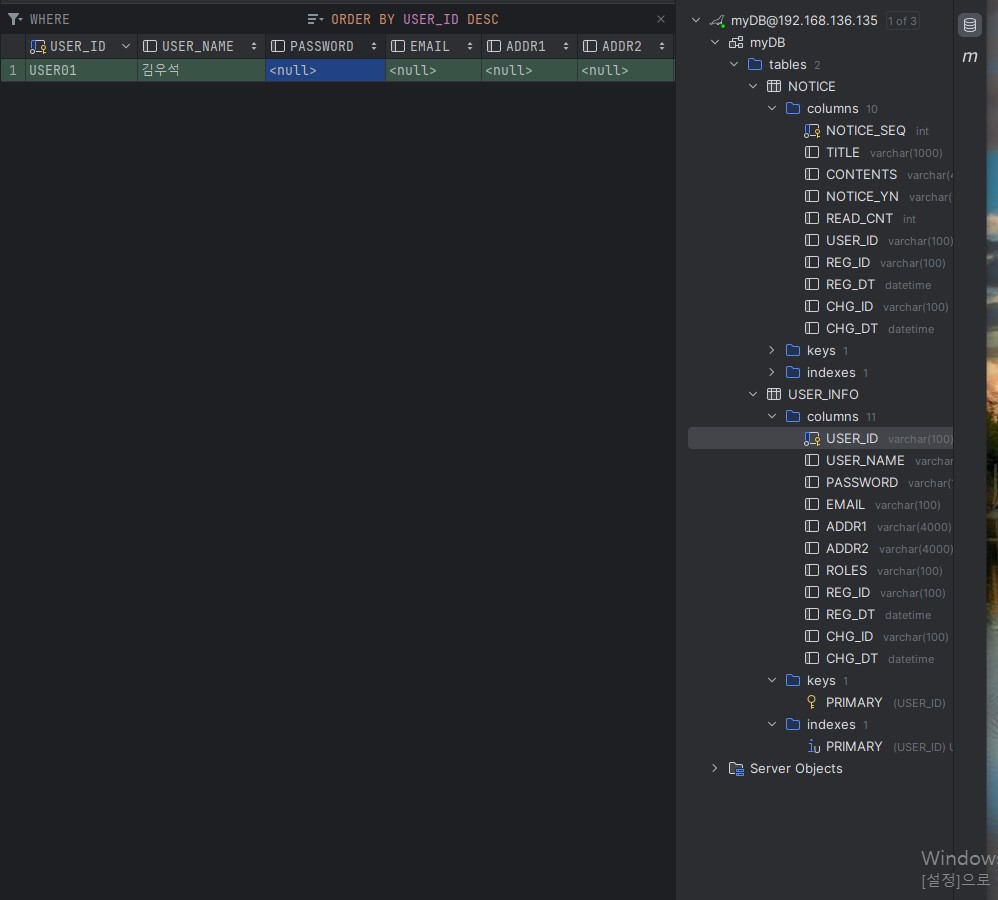 WHERE
ORDER BY USER_ID DESC
USER_ID USER_NAME PASSWORD EMAIL ADDR1 ADDR2
1 USER01 김우석 <null> <null> <null> <null>
myDB@192.168.136.135 1 of 3
myDB
tables 2
NOTICE
columns 10
NOTICE_SEQ int
TITLE varchar(1000)
CONTENTS varchar(4
NOTICE_YN varchar(
READ_CNT int
USER_ID varchar(100)
REG_ID varchar(100)
REG_DT datetime
CHG_ID varchar(100)
CHG_DT datetime
keys 1
indexes 1
USER_INFO
columns 11
USER_ID varchar(100)
USER_NAME varchar
PASSWORD varchar(
EMAIL varchar(100)
ADDR1 varchar(4000)
ADDR2 varchar(4000)
ROLES varchar(100)
REG_ID varchar(100)
REG_DT datetime
CHG_ID varchar(100)
CHG_DT datetime
keys 1
PRIMARY (USER_ID)
indexes 1
PRIMARY (USER_ID) U
Server Objects
m
Windows
[설정]으로